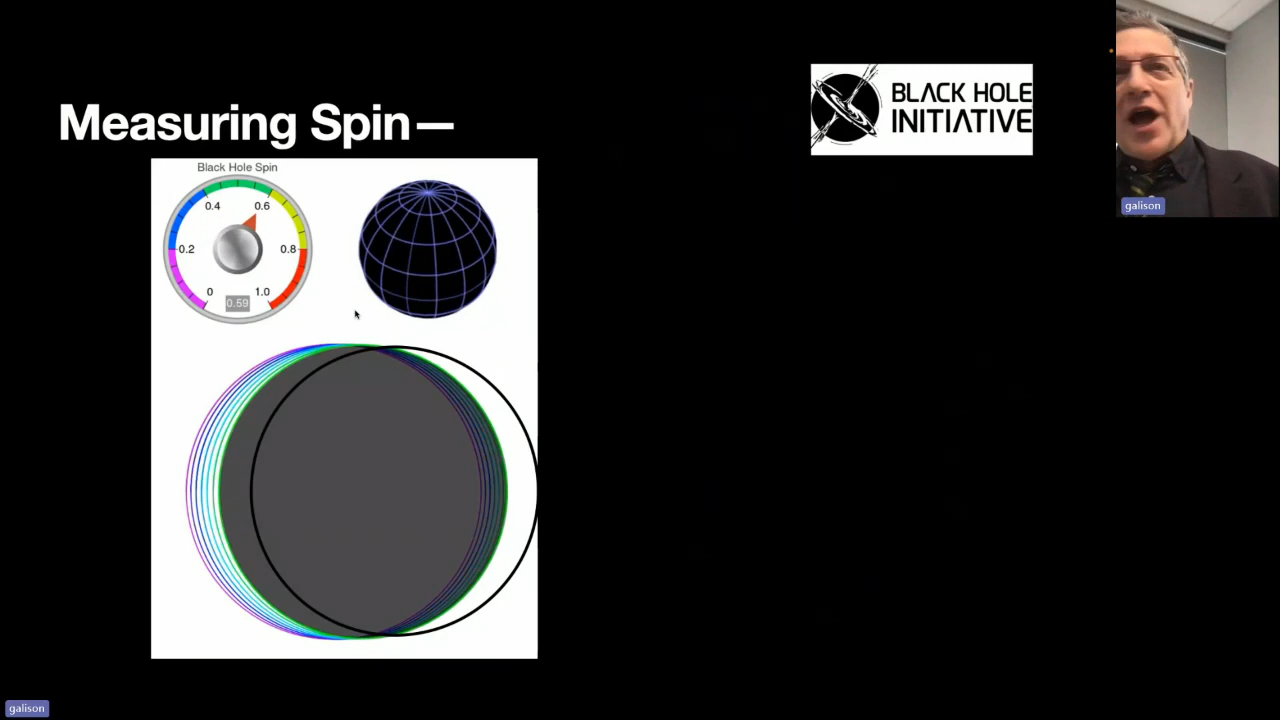 Measuring Spin—
BLACK HOLE
INITIATIVE
galison
Black Hole Spin
0.4
0.6
0.2
0.8
0
1.0
0.59
galison